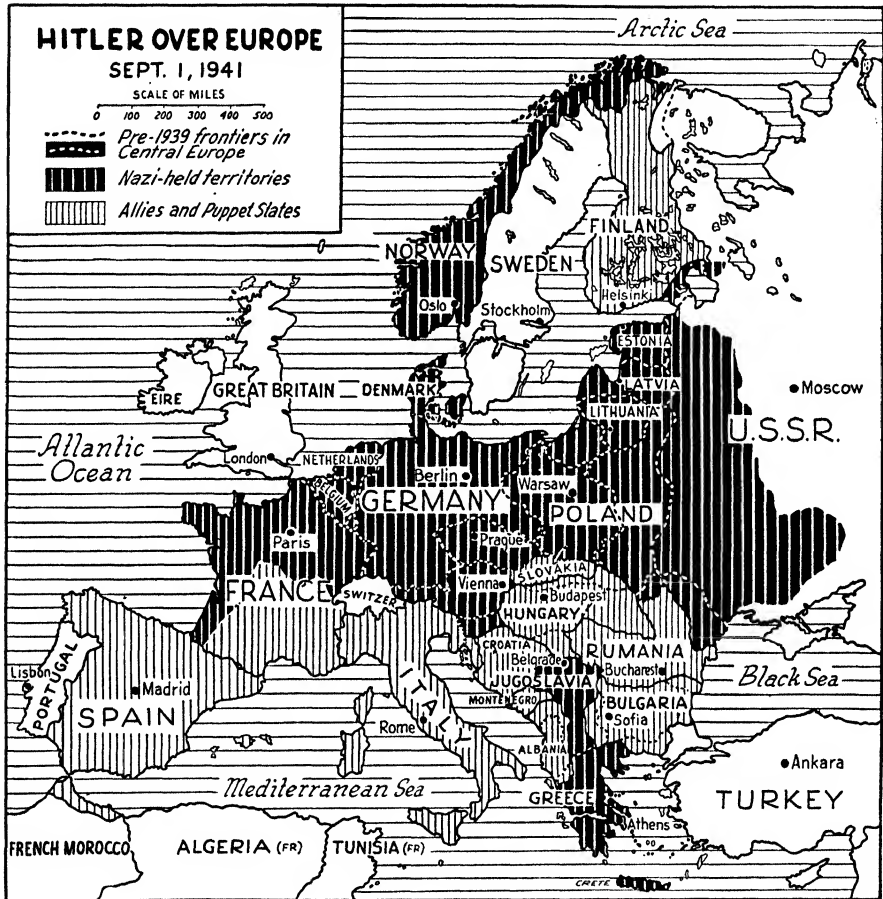 HITLER OVER EUROPE
SEPT. 1, 1941
SCALE OF MILES
0 100 200 300 400 500
Pre-1939 frontiers in
Central Europe
Nazi-held territories
Allies and Puppet States
Arctic Sea
NORWAY
SWEDEN
FINLAND
Oslo
Stockholm
Helsinki
ESTONIA
LATVIA
LITHUANIA
Moscow
U.S.S.R.
EIRE
GREAT BRITAIN
DENMARK
Atlantic
Ocean
London
NETHERLANDS
BELGIUM
Berlin
GERMANY
Warsaw
POLAND
Paris
Prague
FRANCE
SWITZER
Vienna
SLOVAKIA
Budapest
HUNGARY
CROATIA
Belgrade
JUGOSLAVIA
MONTENEGRO
RUMANIA
Bucharest
BULGARIA
Sofia
Black Sea
Lisbon
PORTUGAL
Madrid
SPAIN
ITALY
Rome
ALBANIA
Mediterranean Sea
GREECE
Athens
Ankara
TURKEY
FRENCH MOROCCO
ALGERIA (FR)
TUNISIA (FR)
CRETE